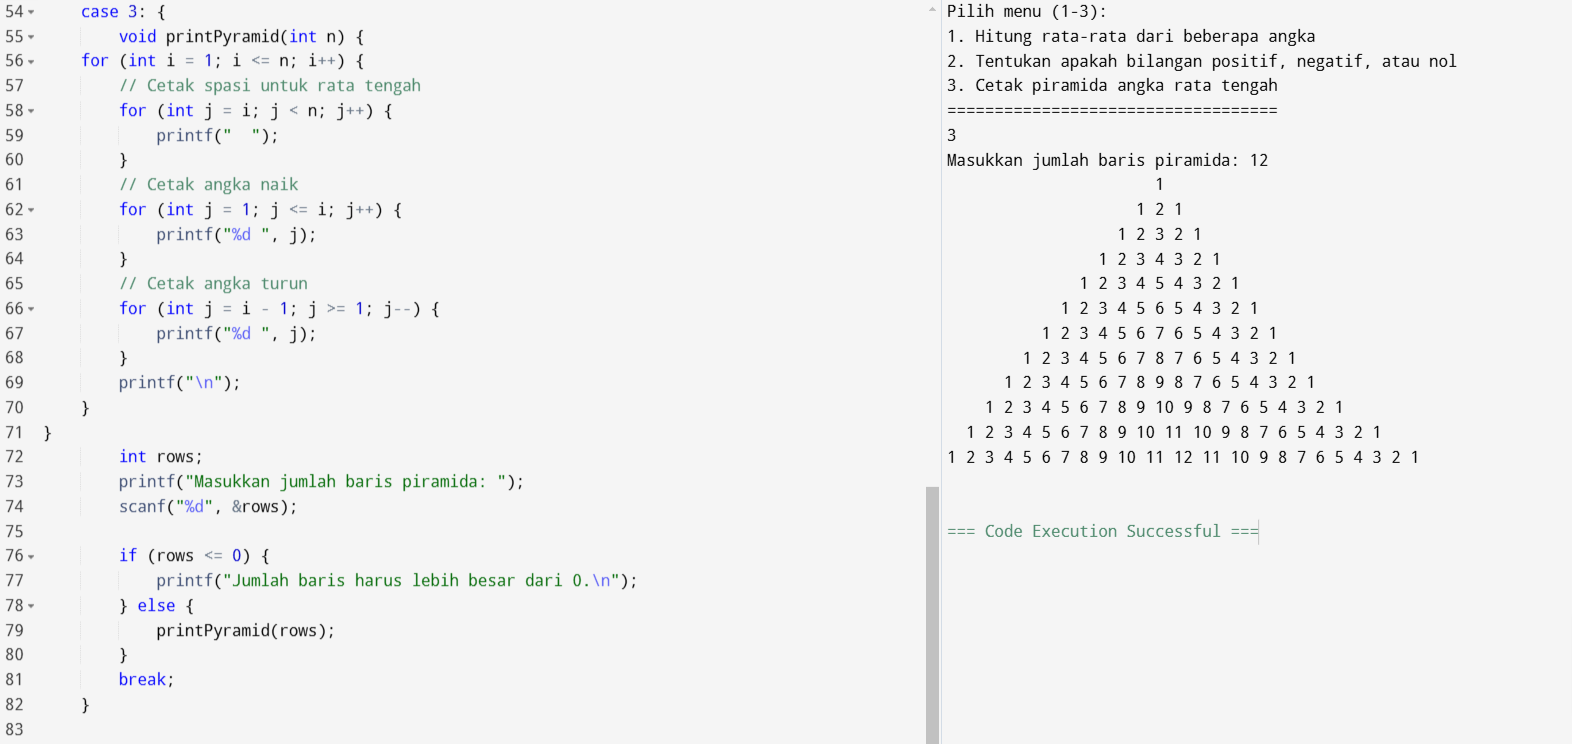 54 case 3: {
55 void printPyramid(int n) {
56 for (int i = 1; i <= n; i++) {
57 // Cetak spasi untuk rata tengah
58 for (int j = i; j < n; j++) {
59 printf("  ");
60 }
61 // Cetak angka naik
62 for (int j = 1; j <= i; j++) {
63 printf("%d ", j);
64 }
65 // Cetak angka turun
66 for (int j = i - 1; j >= 1; j--) {
67 printf("%d ", j);
68 }
69 printf("\n");
70 }
71 }
72 int rows;
73 printf("Masukkan jumlah baris piramida: ");
74 scanf("%d", &rows);
75
76 if (rows <= 0) {
77 printf("Jumlah baris harus lebih besar dari 0.\n");
78 } else {
79 printPyramid(rows);
80 }
81 break;
82 }
83
Pilih menu (1-3):
1. Hitung rata-rata dari beberapa angka
2. Tentukan apakah bilangan positif, negatif, atau nol
3. Cetak piramida angka rata tengah
===================================
3
Masukkan jumlah baris piramida: 12
1
1 2 1
1 2 3 2 1
1 2 3 4 3 2 1
1 2 3 4 5 4 3 2 1
1 2 3 4 5 6 5 4 3 2 1
1 2 3 4 5 6 7 6 5 4 3 2 1
1 2 3 4 5 6 7 8 7 6 5 4 3 2 1
1 2 3 4 5 6 7 8 9 8 7 6 5 4 3 2 1
1 2 3 4 5 6 7 8 9 10 9 8 7 6 5 4 3 2 1
1 2 3 4 5 6 7 8 9 10 11 10 9 8 7 6 5 4 3 2 1
1 2 3 4 5 6 7 8 9 10 11 12 11 10 9 8 7 6 5 4 3 2 1
=== Code Execution Successful ===